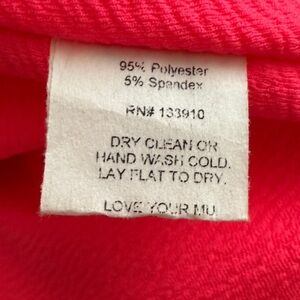 95% Polyester
5% Spandex
RN# 133910
DRY CLEAN OR
HAND WASH COLD.
LAY FLAT TO DRY.
LOVE YOUR MU